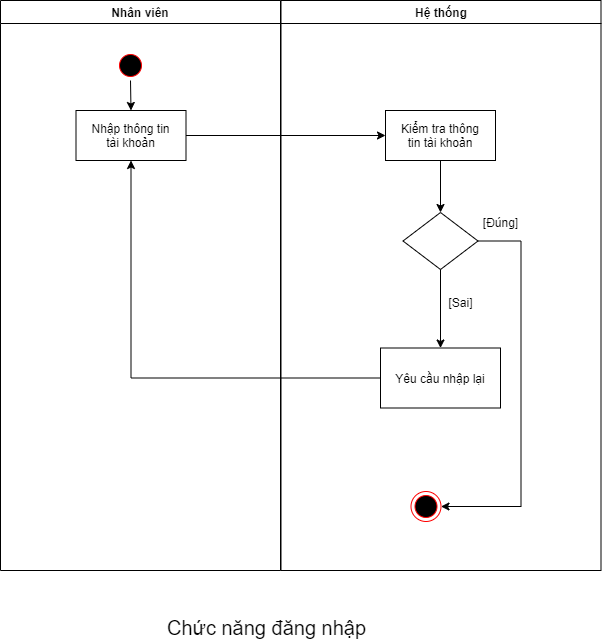 Nhân viên
Hệ thống
Nhập thông tin
tài khoản
Kiểm tra thông
tin tài khoản
[Đúng]
[Sai]
Yêu cầu nhập lại
Chức năng đăng nhập